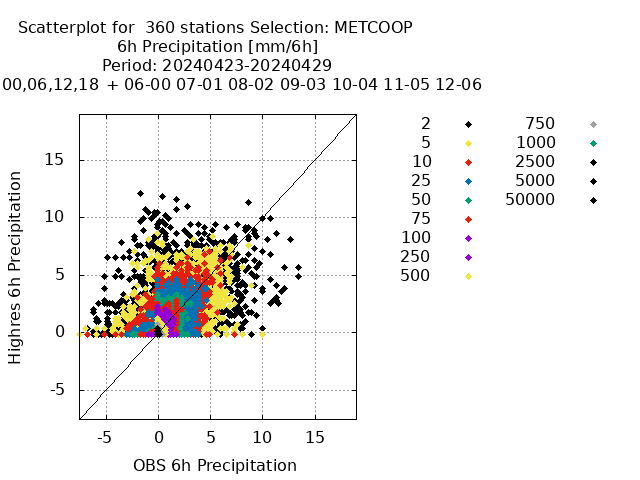 Scatterplot for  360 stations Selection: METCOOP
6h Precipitation [mm/6h]
Period: 20240423-20240429
00,06,12,18 + 06-00 07-01 08-02 09-03 10-04 11-05 12-06
2 750
5 1000
10 2500
25 5000
50 50000
75
100
250
500
15
10
5
0
-5
Highres 6h Precipitation
-5 0 5 10 15
OBS 6h Precipitation